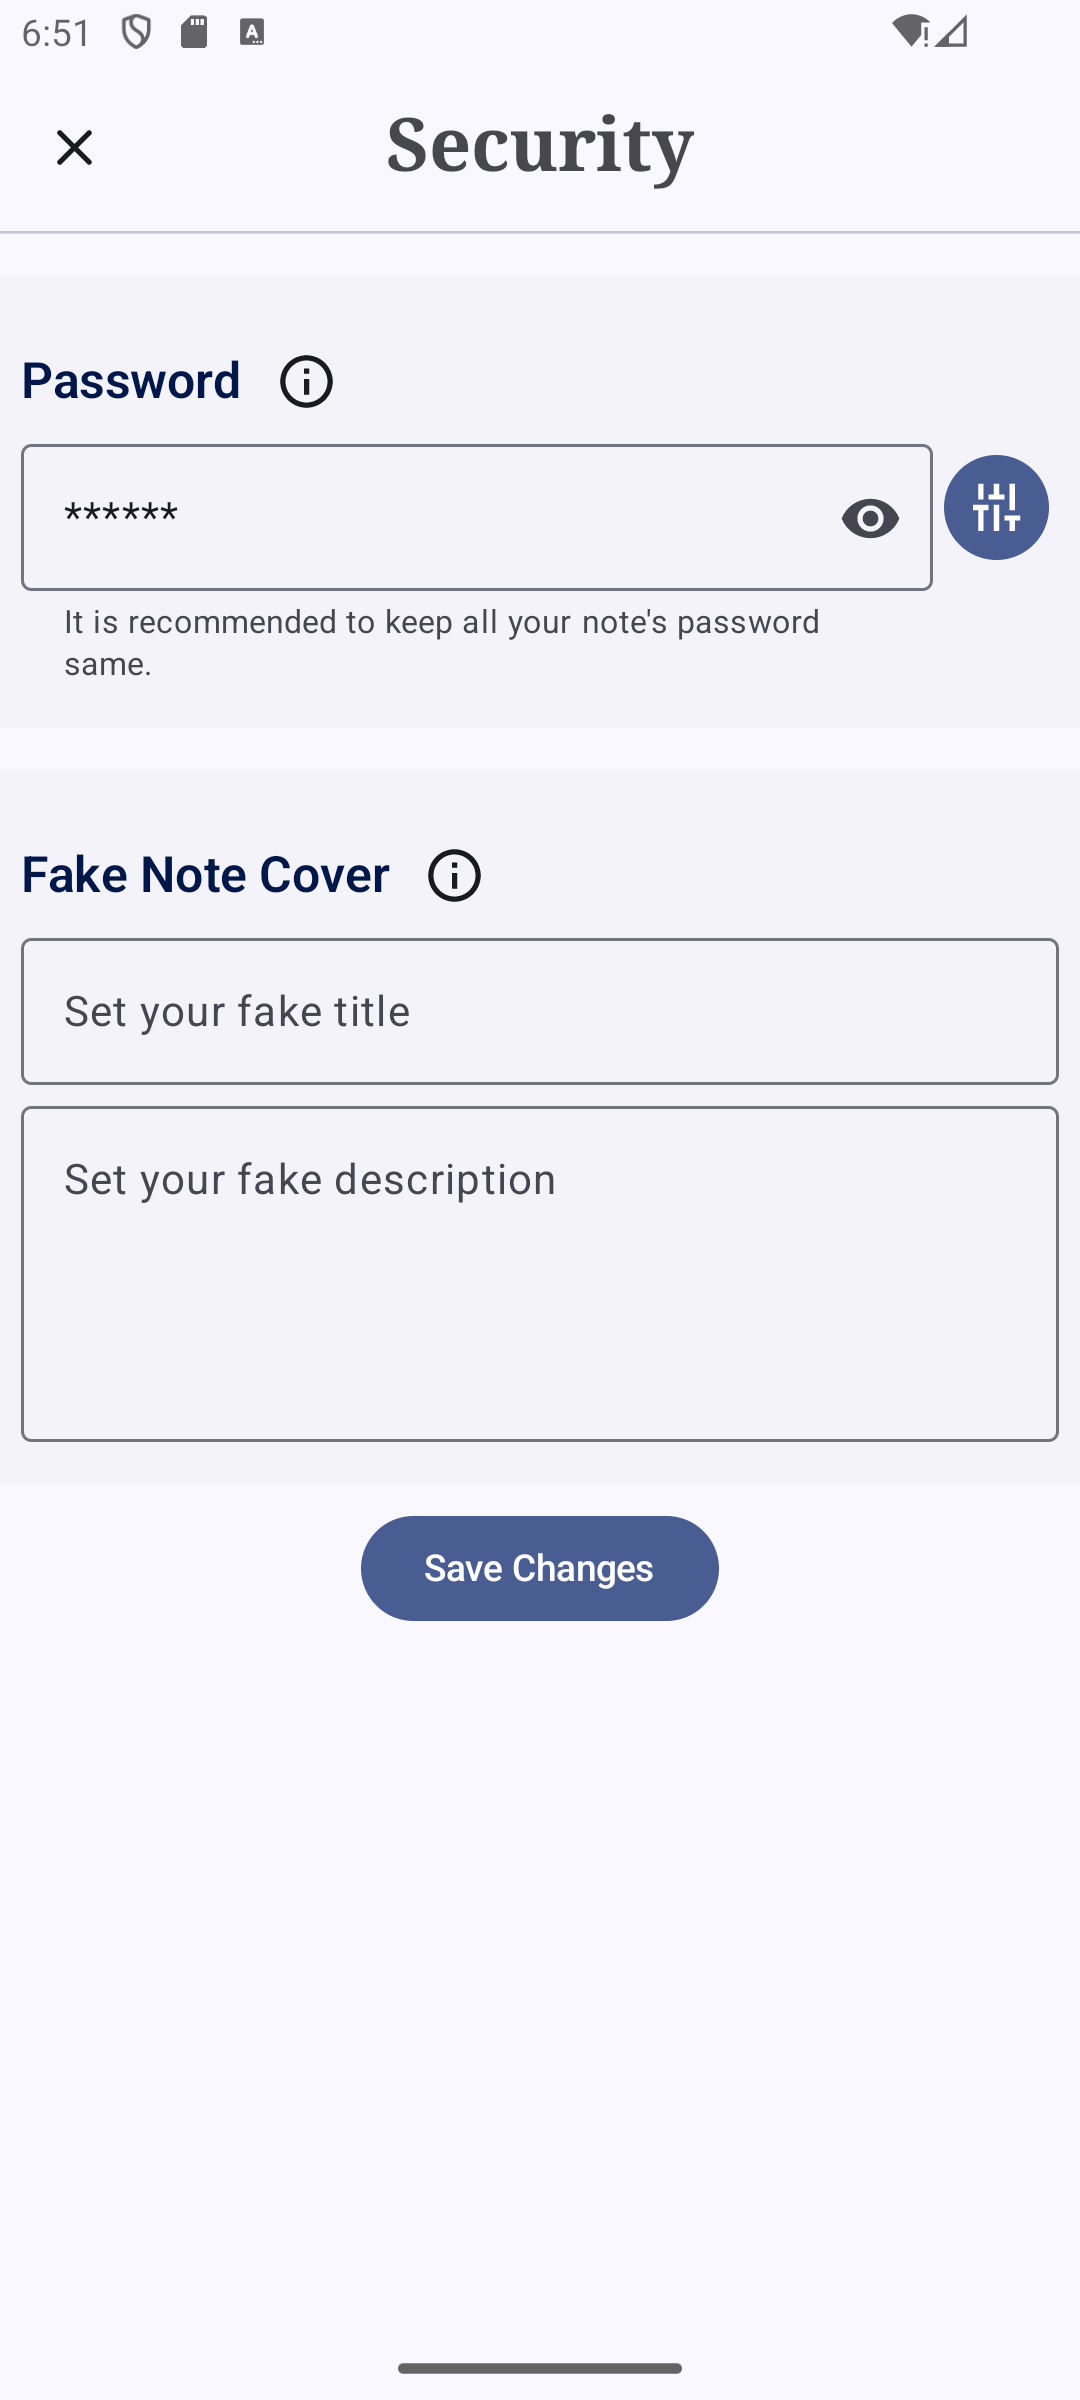 6:51
Security
Password
******
It is recommended to keep all your note's password
same.
Fake Note Cover
Set your fake title
Set your fake description
Save Changes